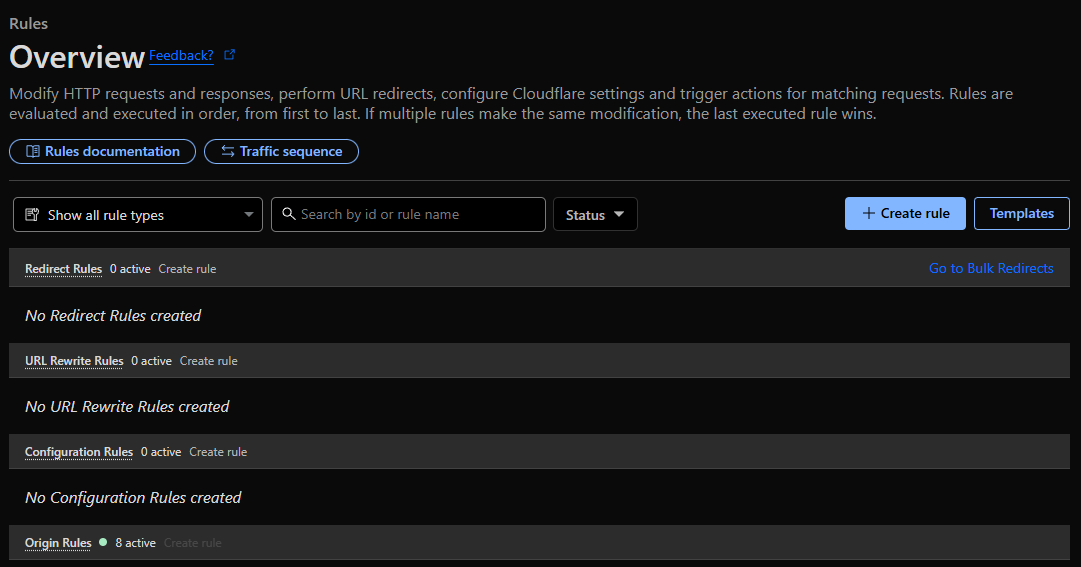 Rules
Overview Feedback?
Modify HTTP requests and responses, perform URL redirects, configure Cloudflare settings and trigger actions for matching requests. Rules are
evaluated and executed in order, from first to last. If multiple rules make the same modification, the last executed rule wins.
Rules documentation Traffic sequence
Show all rule types Search by id or rule name Status + Create rule Templates
Redirect Rules 0 active Create rule Go to Bulk Redirects
No Redirect Rules created
URL Rewrite Rules 0 active Create rule
No URL Rewrite Rules created
Configuration Rules 0 active Create rule
No Configuration Rules created
Origin Rules 8 active Create rule